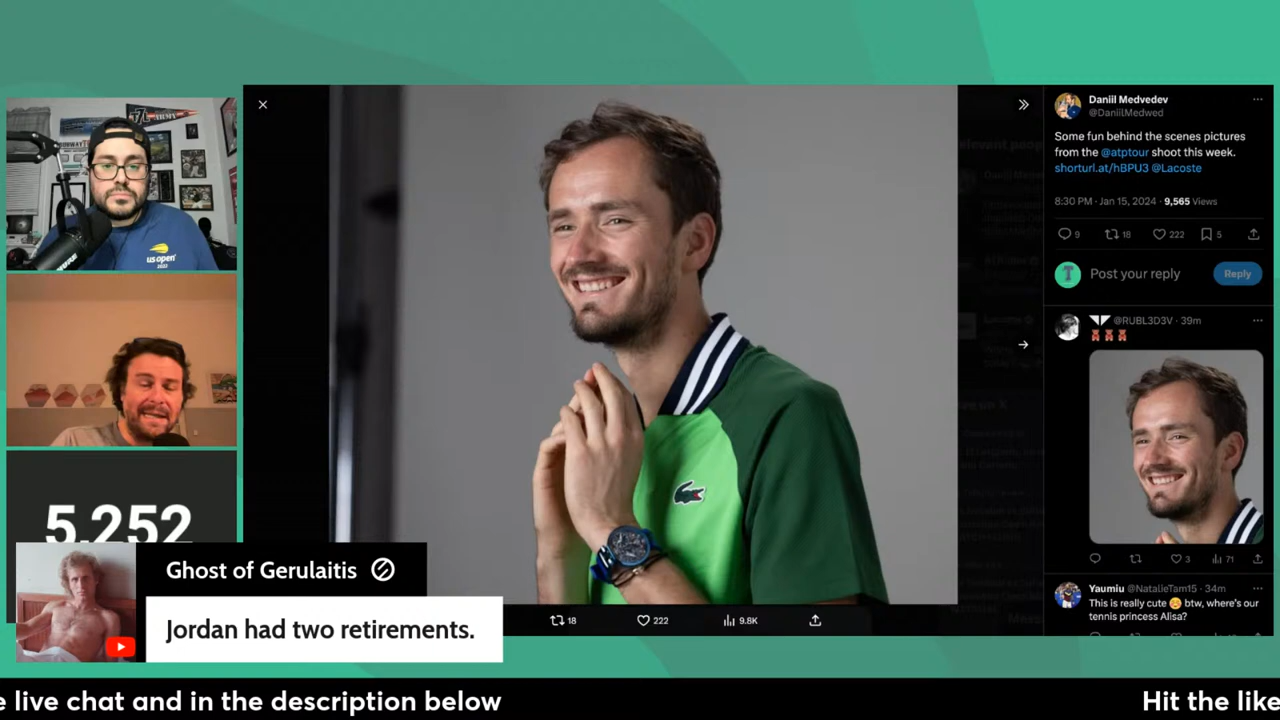 ARMY
us open
5,252
Ghost of Gerulaitis
Jordan had two retirements.
18
222
9.8K
Daniil Medvedev
@DaniilMedwed
Some fun behind the scenes pictures
from the @atptour shoot this week.
shorturl.at/hBPU3 @Lacoste
8:30 PM · Jan 15, 2024 · 9,565 Views
9
18
222
5
Post your reply
Reply
@RUBL3D3V · 39m
3
71
Yaumiu @NatalieTam15 · 34m
This is really cute btw, where's our
tennis princess Alisa?
e live chat and in the description below
Hit the like